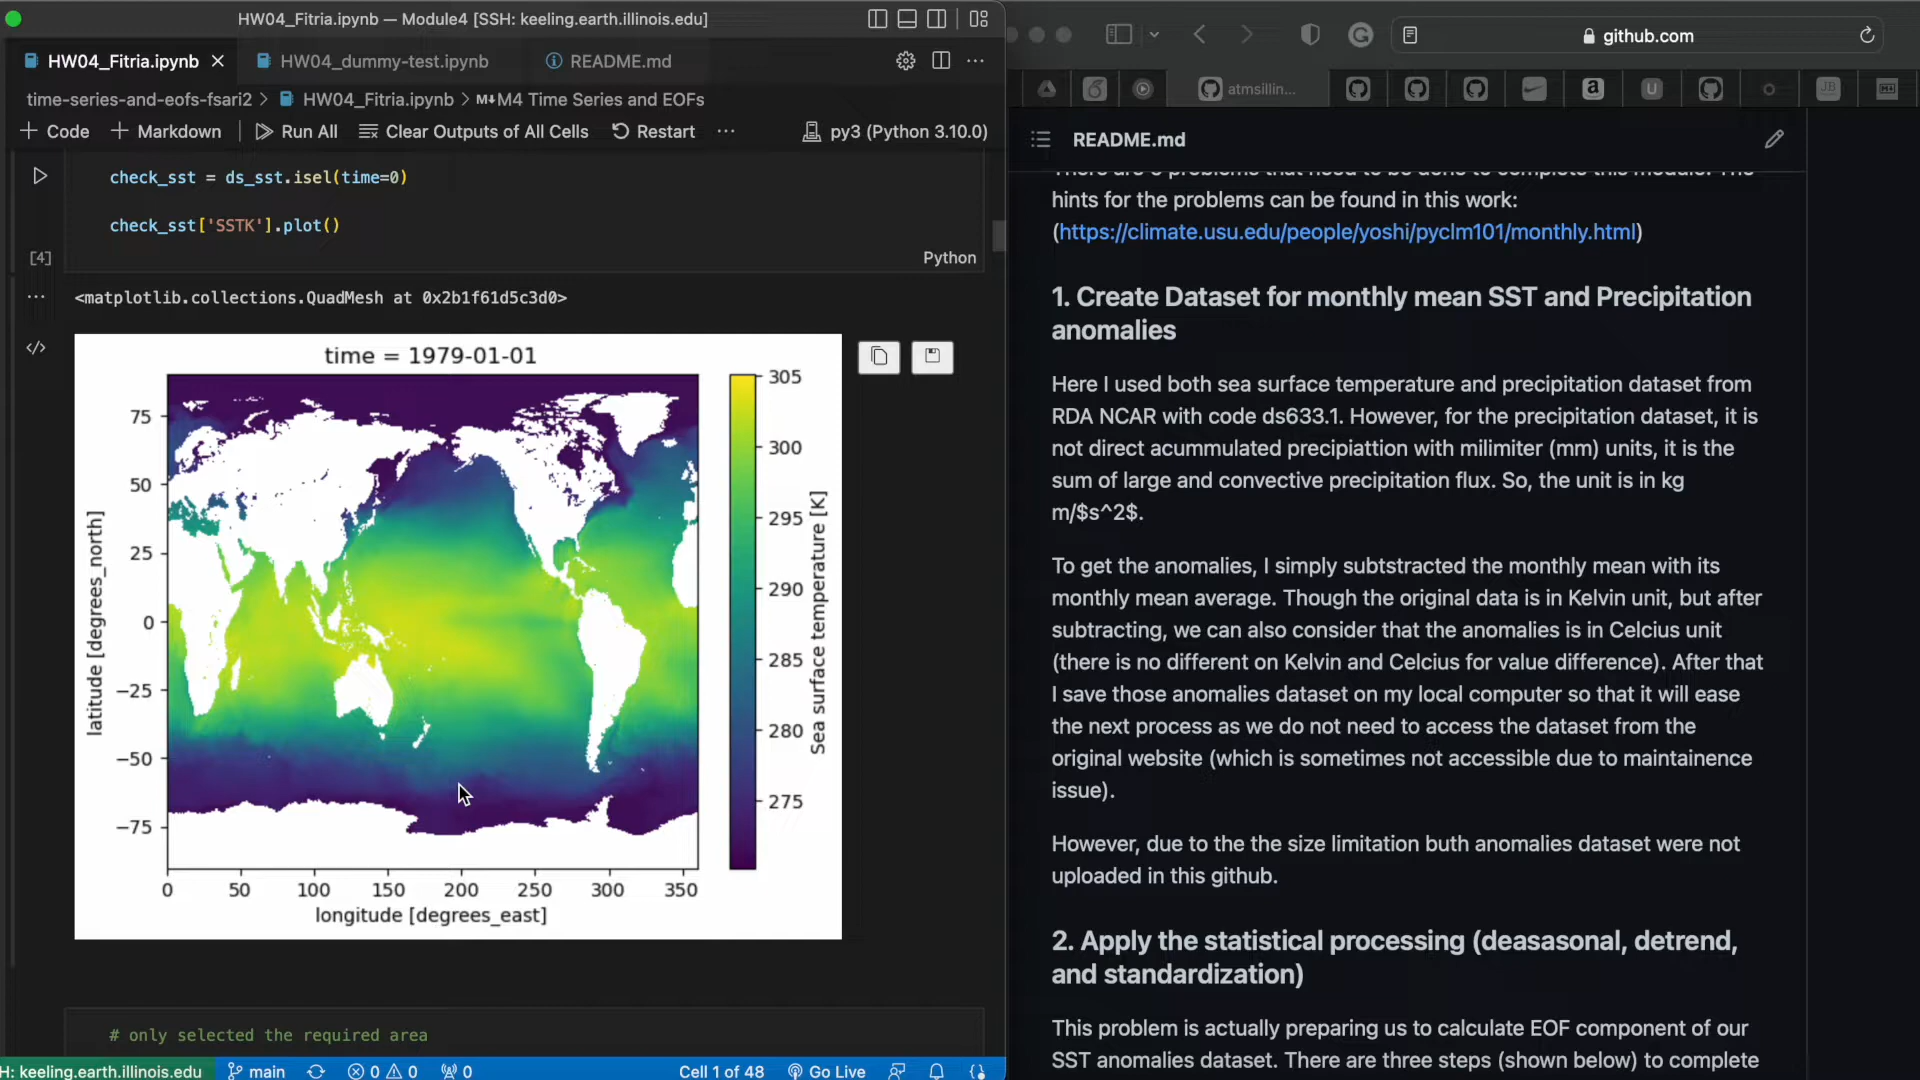 HW04_Fitria.ipynb — Module4 [SSH: keeling.earth.illinois.edu]
HW04_Fitria.ipynb
HW04_dummy-test.ipynb
README.md
time-series-and-eofs-fsari2 > HW04_Fitria.ipynb > M↓M4 Time Series and EOFs
+ Code + Markdown | Run All Clear Outputs of All Cells Restart ··· py3 (Python 3.10.0)
check_sst = ds_sst.isel(time=0)
check_sst['SSTK'].plot()
[4]
Python
<matplotlib.collections.QuadMesh at 0x2b1f61d5c3d0>
time = 1979-01-01
75
50
25
0
−25
−50
−75
latitude [degrees_north]
0 50 100 150 200 250 300 350
longitude [degrees_east]
305
300
295
290
285
280
275
Sea surface temperature [K]
# only selected the required area
H: keeling.earth.illinois.edu main 0 0 0 Cell 1 of 48 Go Live
github.com
atmsillin...
U
JB
README.md
There are 6 problems that need to be done to complete this module. The
hints for the problems can be found in this work:
(https://climate.usu.edu/people/yoshi/pyclm101/monthly.html)
1. Create Dataset for monthly mean SST and Precipitation
anomalies
Here I used both sea surface temperature and precipitation dataset from
RDA NCAR with code ds633.1. However, for the precipitation dataset, it is
not direct acummulated precipiattion with milimiter (mm) units, it is the
sum of large and convective precipitation flux. So, the unit is in kg
m/$s^2$.
To get the anomalies, I simply subtstracted the monthly mean with its
monthly mean average. Though the original data is in Kelvin unit, but after
subtracting, we can also consider that the anomalies is in Celcius unit
(there is no different on Kelvin and Celcius for value difference). After that
I save those anomalies dataset on my local computer so that it will ease
the next process as we do not need to access the dataset from the
original website (which is sometimes not accessible due to maintainence
issue).
However, due to the the size limitation buth anomalies dataset were not
uploaded in this github.
2. Apply the statistical processing (deasasonal, detrend,
and standardization)
This problem is actually preparing us to calculate EOF component of our
SST anomalies dataset. There are three steps (shown below) to complete